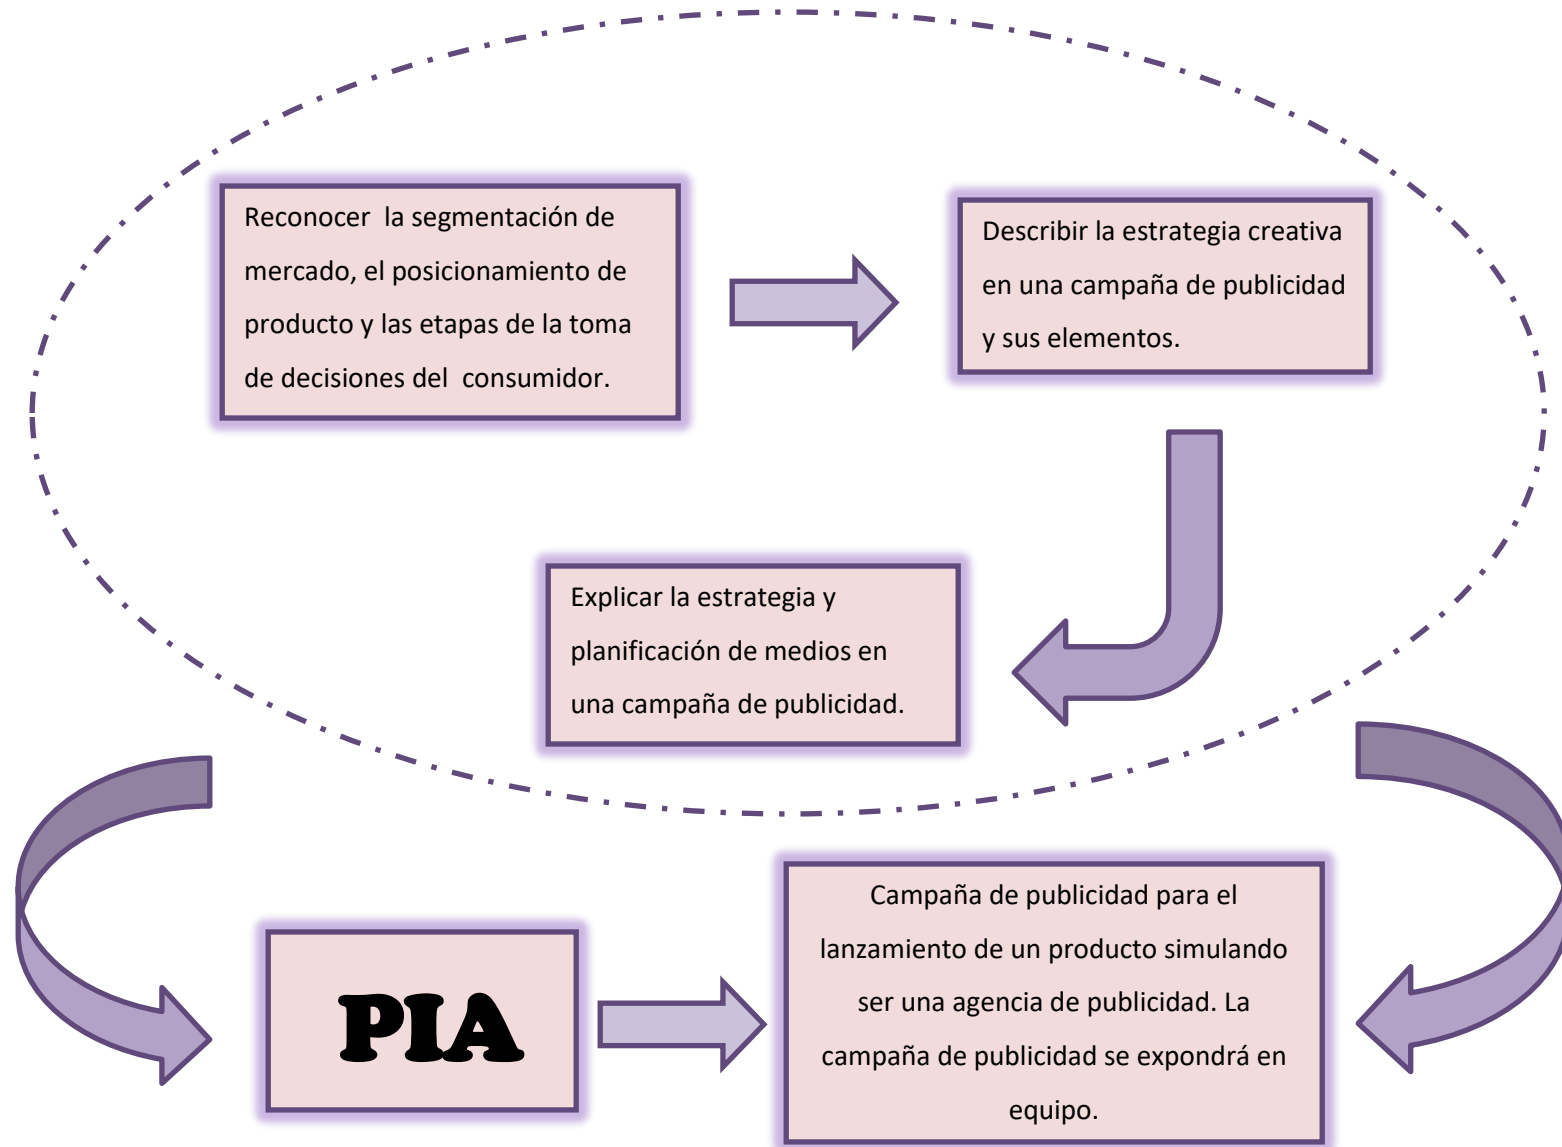 Reconocer  la segmentación de
mercado, el posicionamiento de
producto y las etapas de la toma
de decisiones del  consumidor.
Describir la estrategia creativa
en una campaña de publicidad
y sus elementos.
Explicar la estrategia y
planificación de medios en
una campaña de publicidad.
PIA
Campaña de publicidad para el
lanzamiento de un producto simulando
ser una agencia de publicidad. La
campaña de publicidad se expondrá en
equipo.